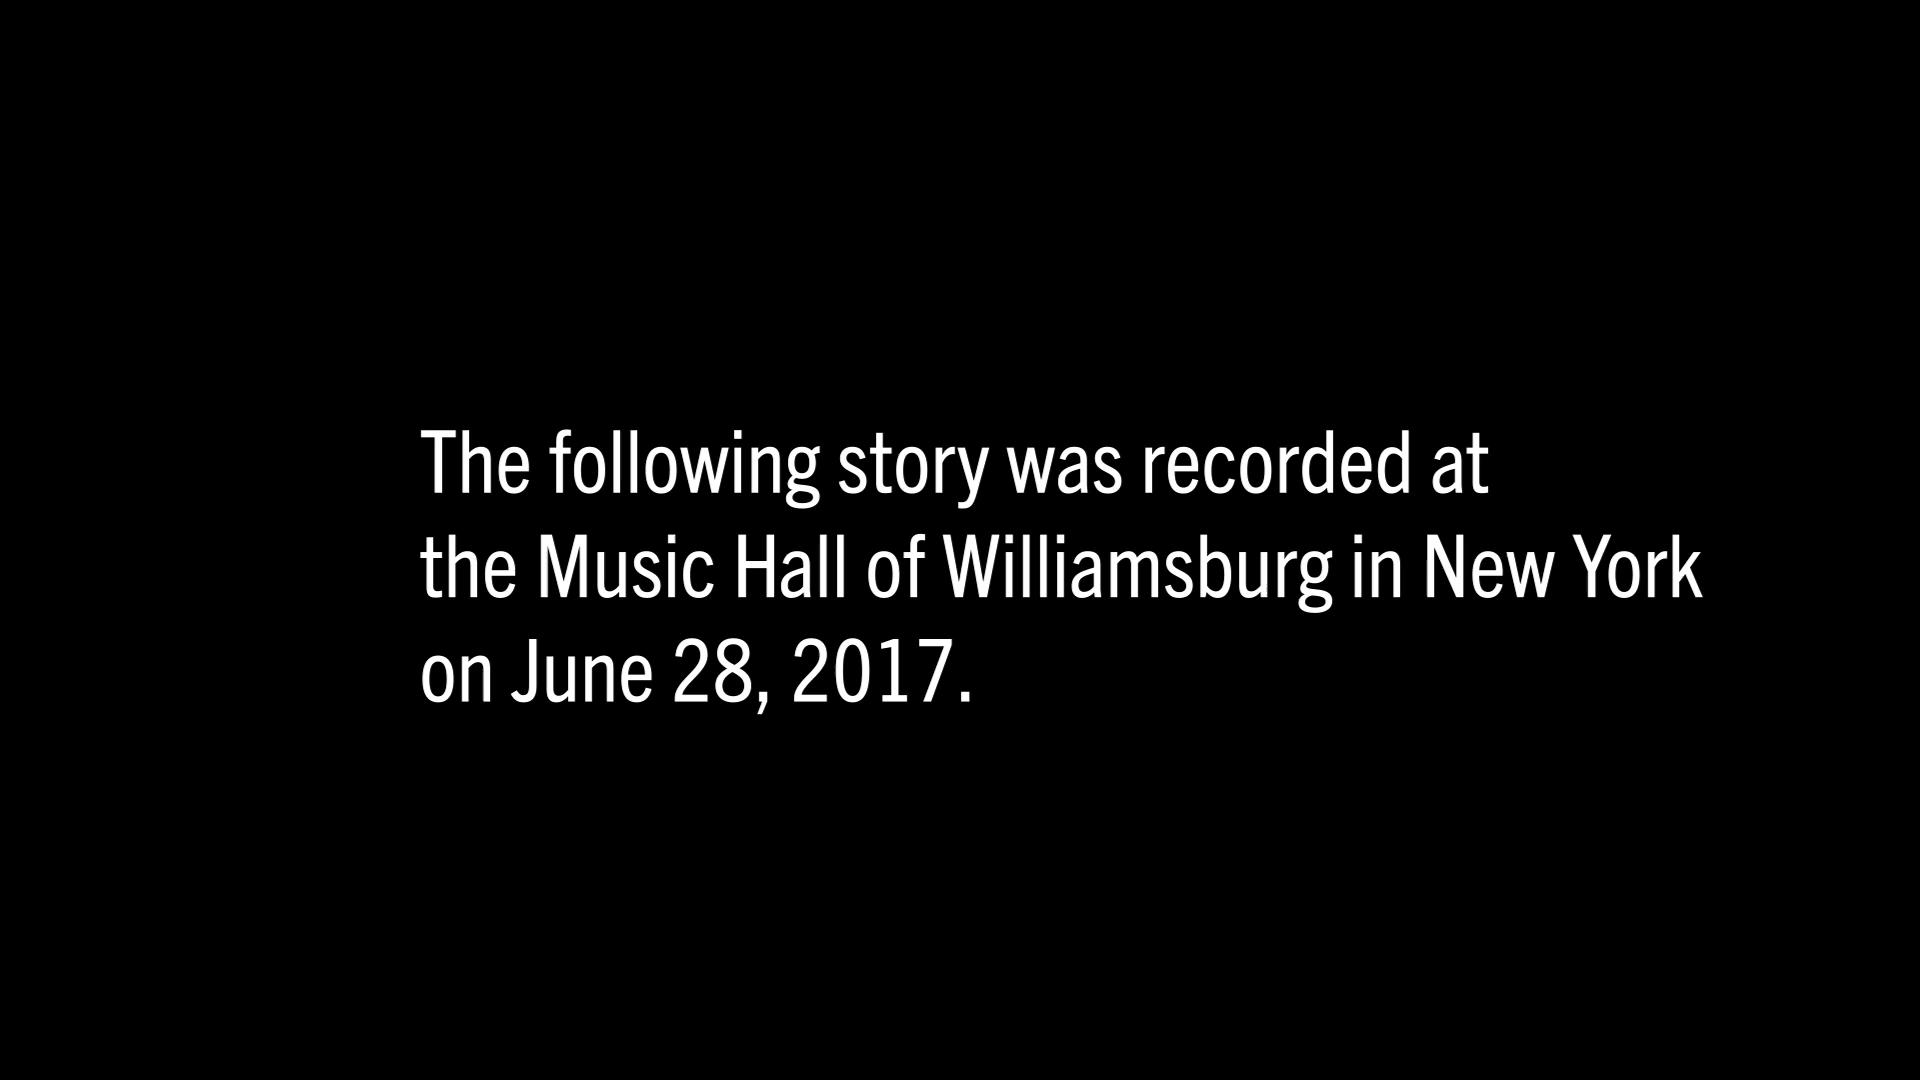 The following story was recorded at
the Music Hall of Williamsburg in New York
on June 28, 2017.